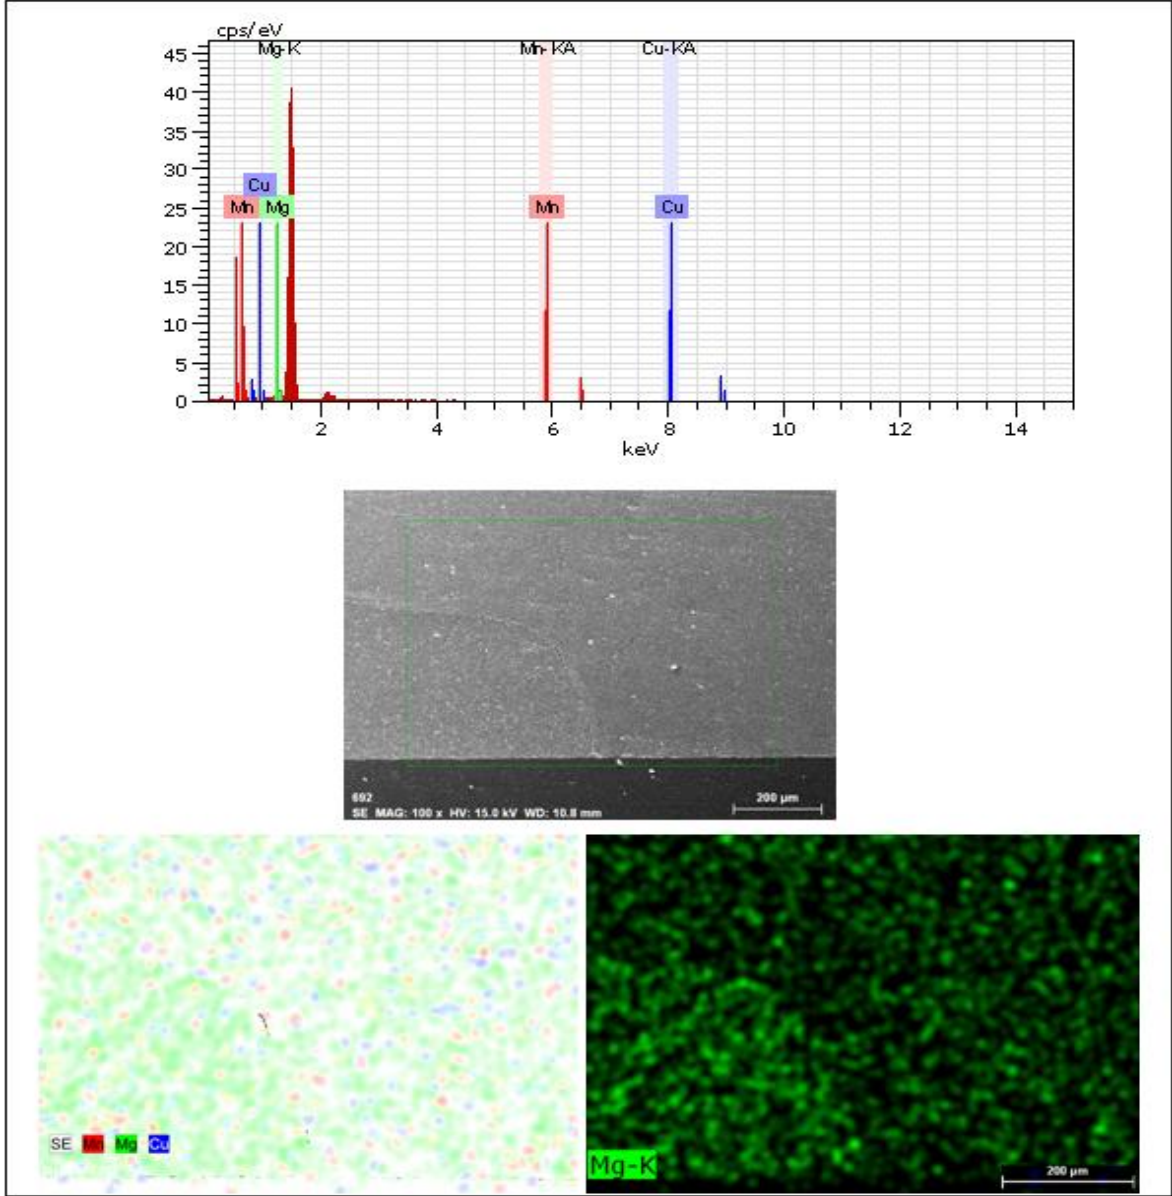 cps/eV
Mg-K Mn-KA Cu-KA
45
40
35
30
25
20
15
10
5
0
Cu
Mn Mg Mn Cu
2 4 6 8 10 12 14
keV
692
SE MAG: 100 x HV: 15.0 kV WD: 10.8 mm
200 µm
SE Mn Mg Cu
Mg-K
200 µm